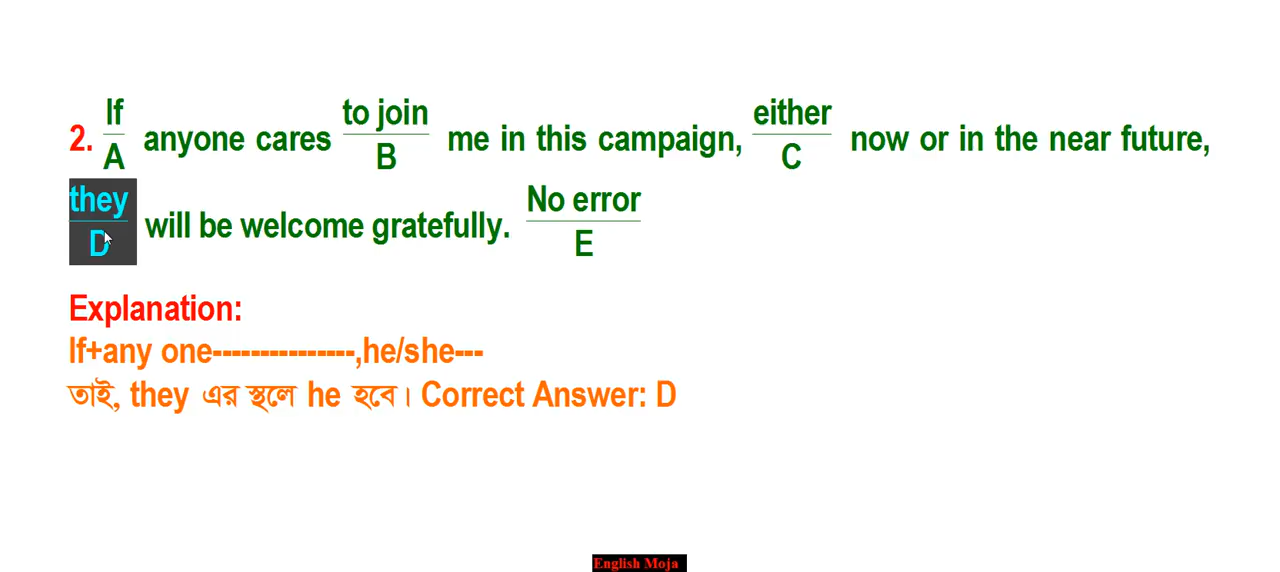 If to join either
2. A anyone cares B me in this campaign, C now or in the near future,
they No error
D will be welcome gratefully. E
Explanation:
If+any one---------------,he/she---
তাই, they এর স্থলে he হবে। Correct Answer: D
English Moja